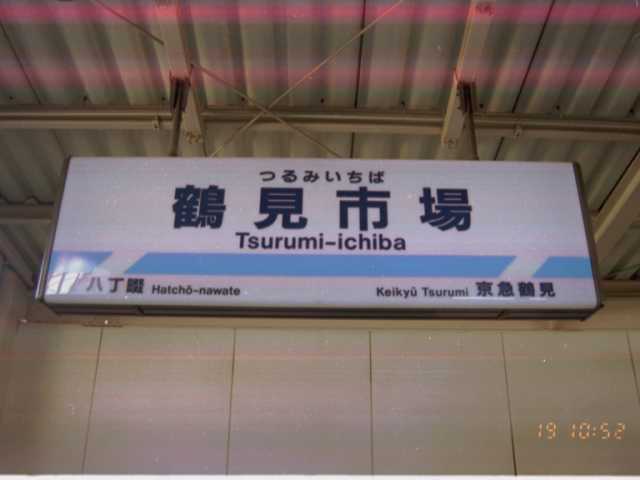 つるみいちば
鶴見市場
Tsurumi-ichiba
八丁畷 Hatchō-nawate
Keikyū Tsurumi 京急鶴見
19 10:52